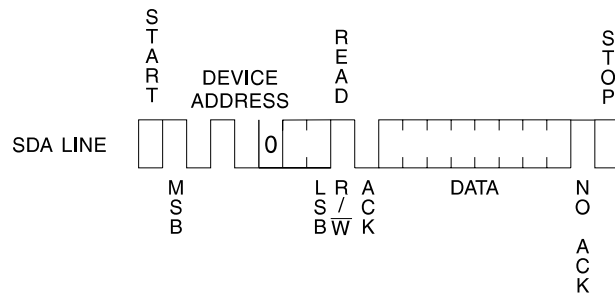 START
READ
STOP
DEVICE
ADDRESS
SDA LINE
0
MSB
LSB
R/W
ACK
DATA
NO ACK